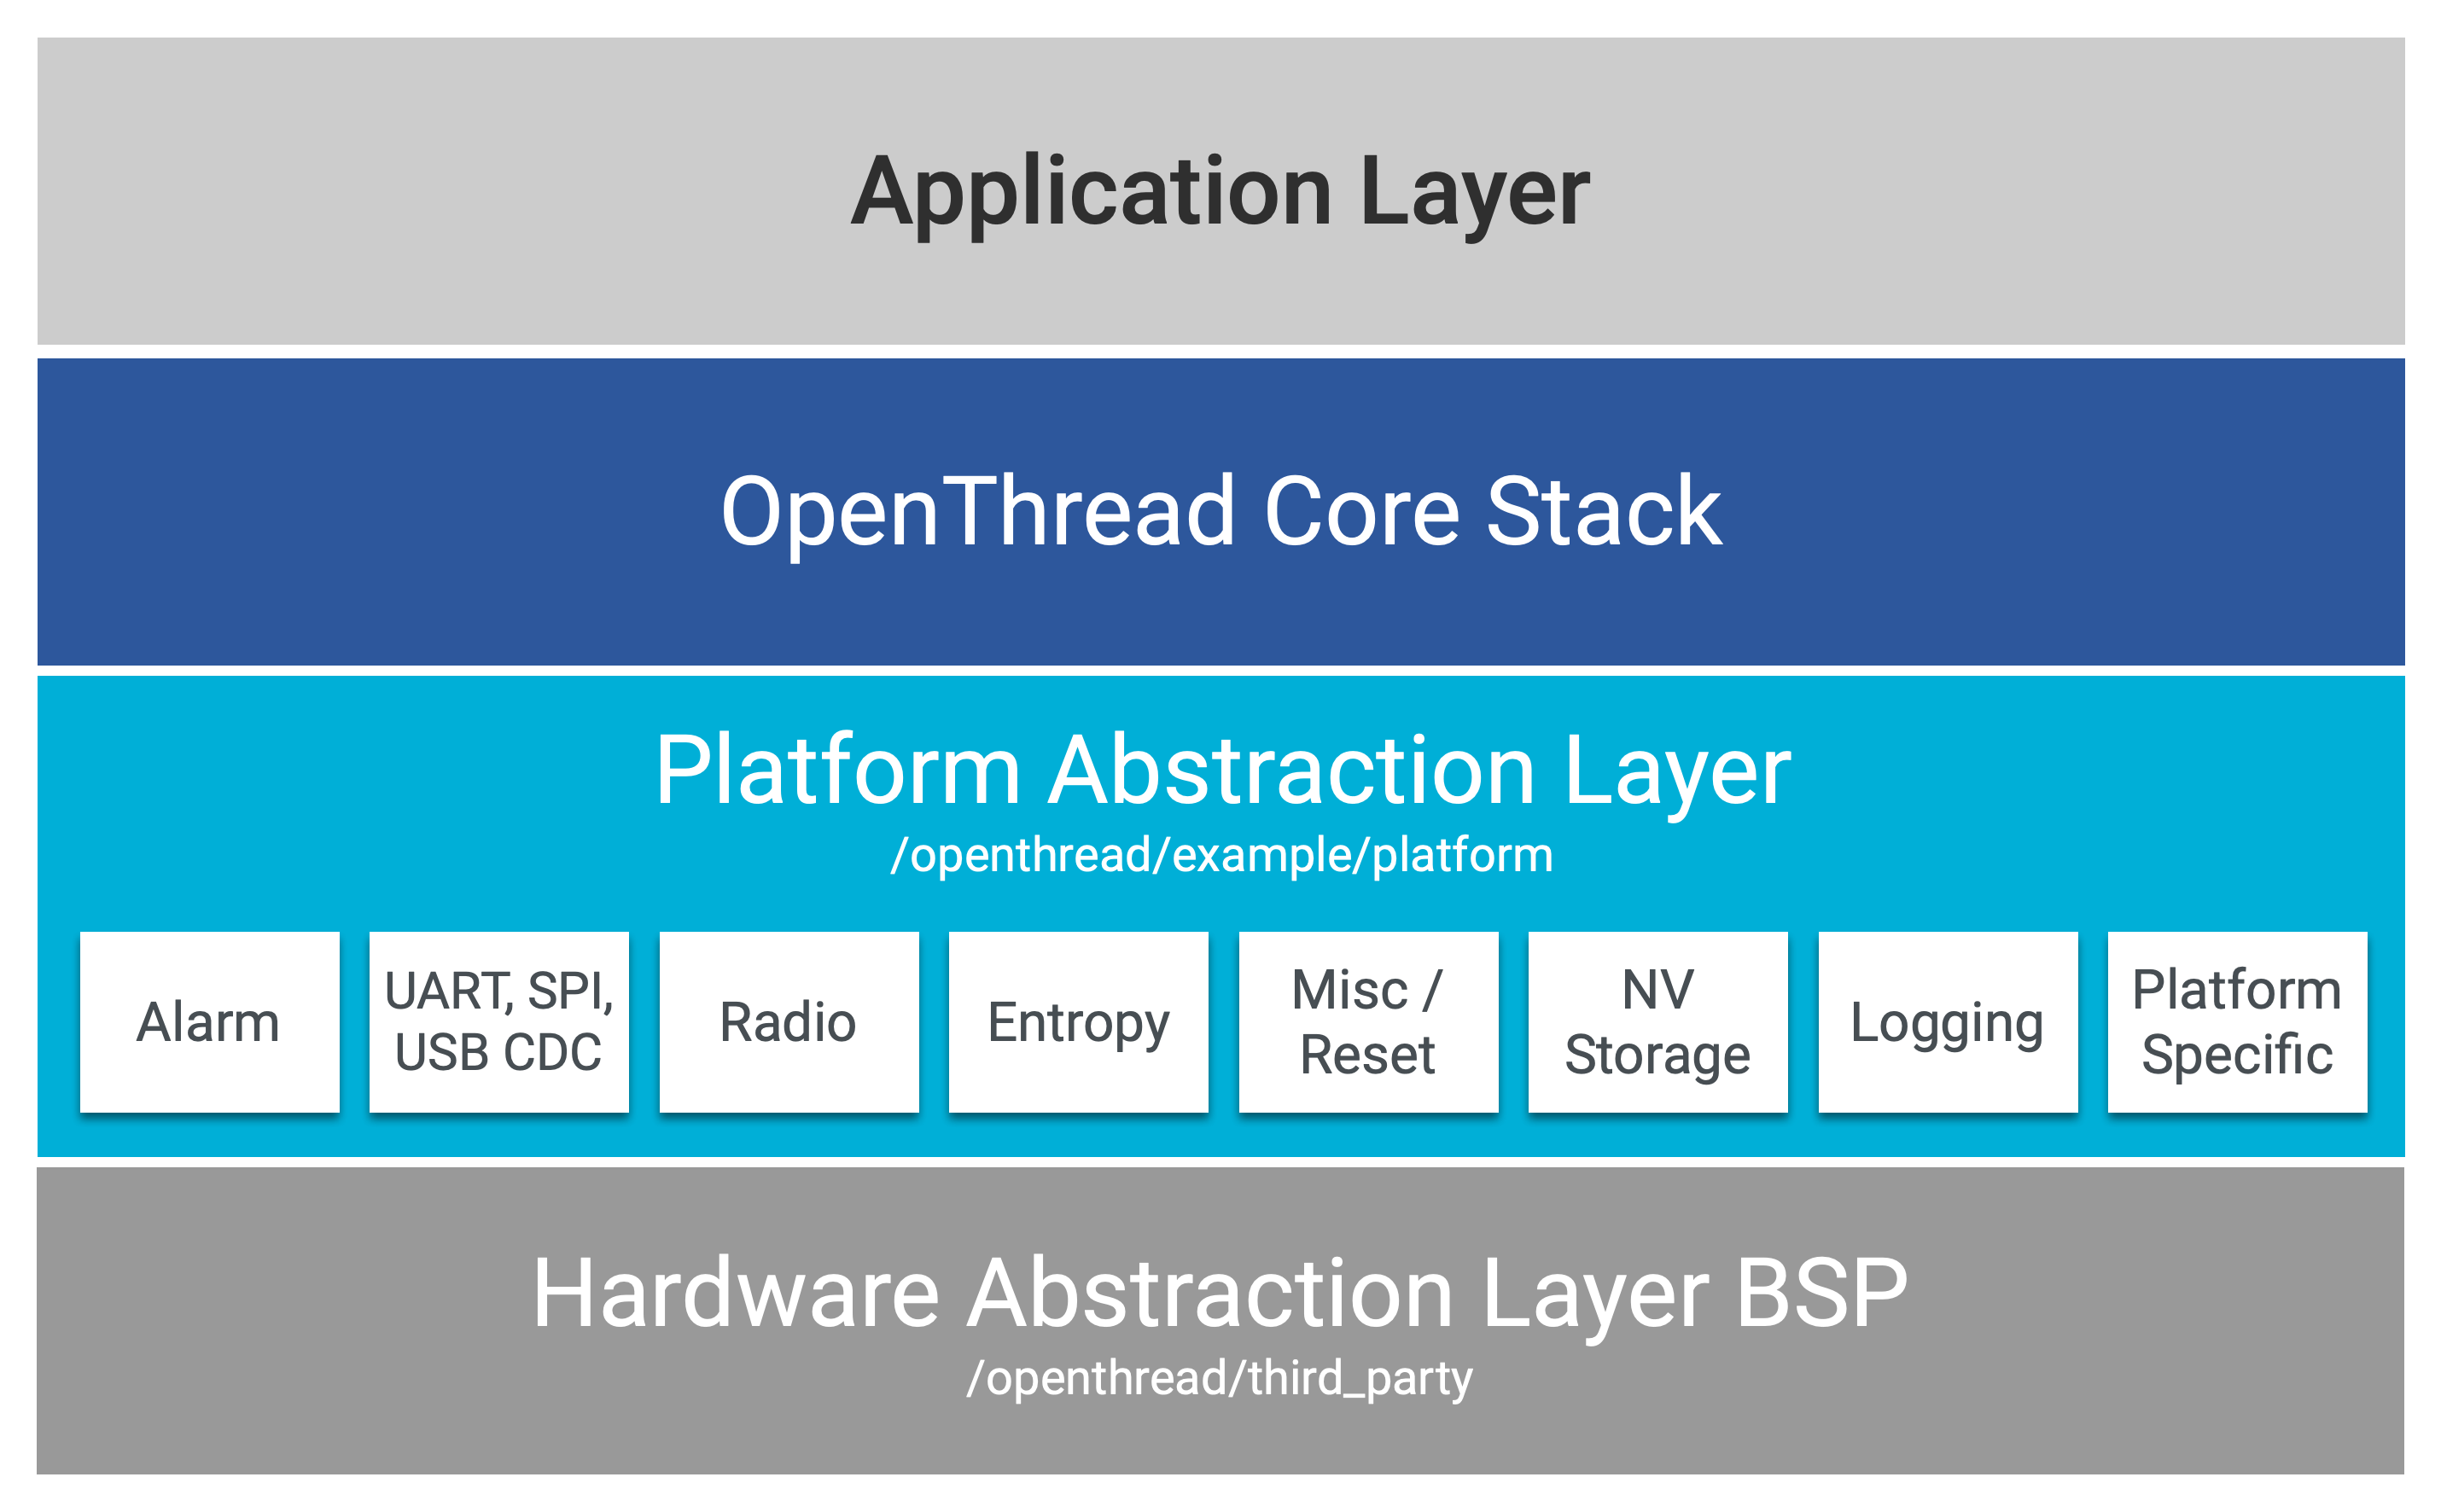 Application Layer
OpenThread Core Stack
Platform Abstraction Layer
/openthread/example/platform
Alarm
UART, SPI,
USB CDC
Radio
Entropy
Misc /
Reset
NV
Storage
Logging
Platform
Specific
Hardware Abstraction Layer BSP
/openthread/third_party